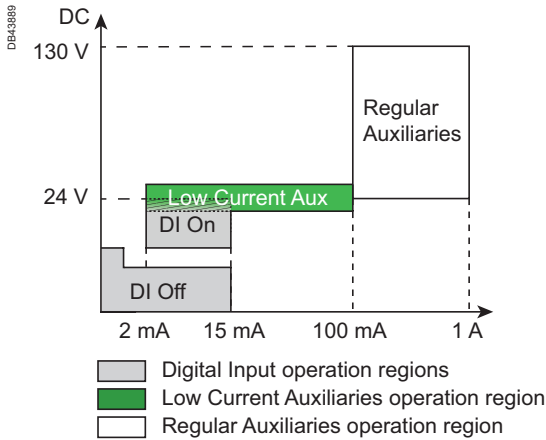 DB43889
DC
130 V
Regular
Auxiliaries
24 V
Low Current Aux
DI On
DI Off
2 mA
15 mA
100 mA
1 A
Digital Input operation regions
Low Current Auxiliaries operation region
Regular Auxiliaries operation region